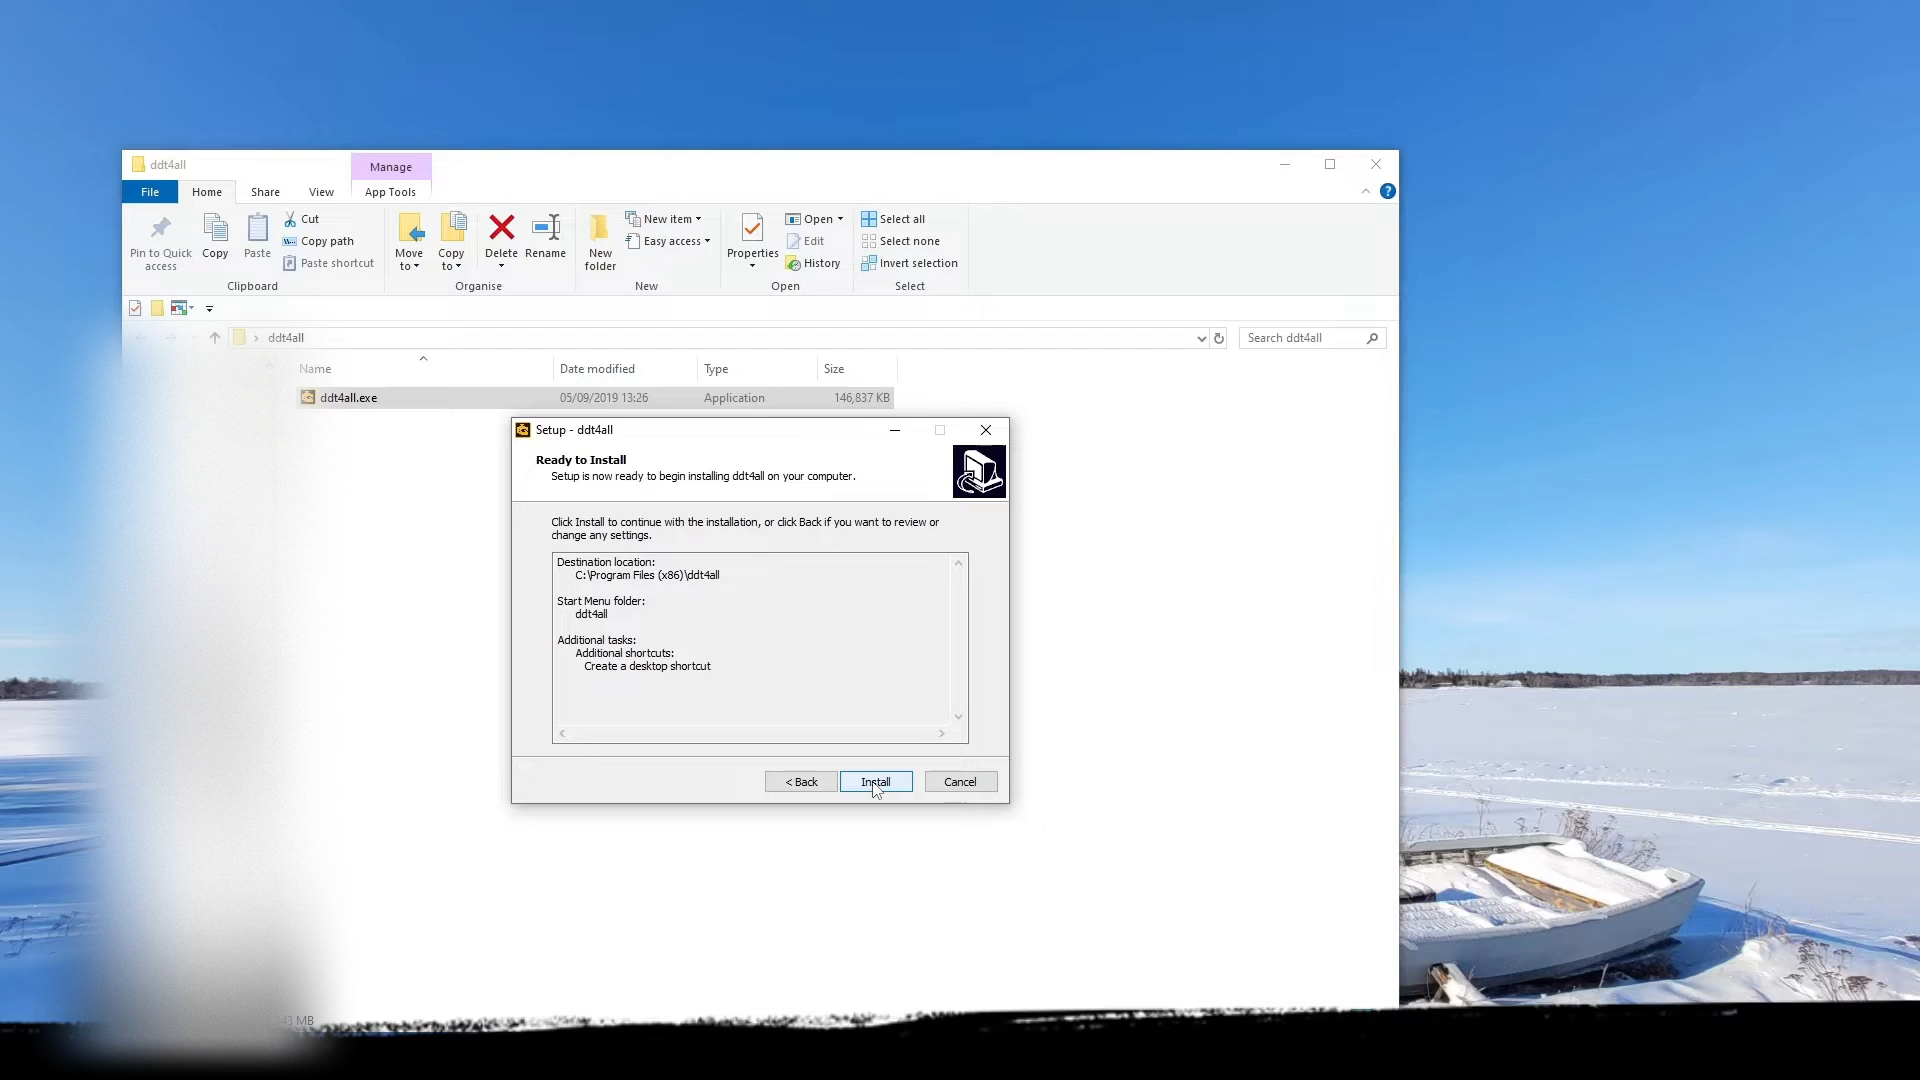 ddt4all
Manage
File
Home
Share
View
App Tools
Pin to Quick
access
Copy
Paste
Cut
Copy path
Paste shortcut
Clipboard
Move
to
Copy
to
Delete
Rename
Organise
New
folder
New item
Easy access
New
Properties
Open
Edit
History
Open
Select all
Select none
Invert selection
Select
ddt4all
Search ddt4all
Name
Date modified
Type
Size
ddt4all.exe
05/09/2019 13:26
Application
146,837 KB
Setup - ddt4all
Ready to Install
Setup is now ready to begin installing ddt4all on your computer.
Click Install to continue with the installation, or click Back if you want to review or
change any settings.
Destination location:
C:\Program Files (x86)\ddt4all
Start Menu folder:
ddt4all
Additional tasks:
Additional shortcuts:
Create a desktop shortcut
< Back
Install
Cancel
MB